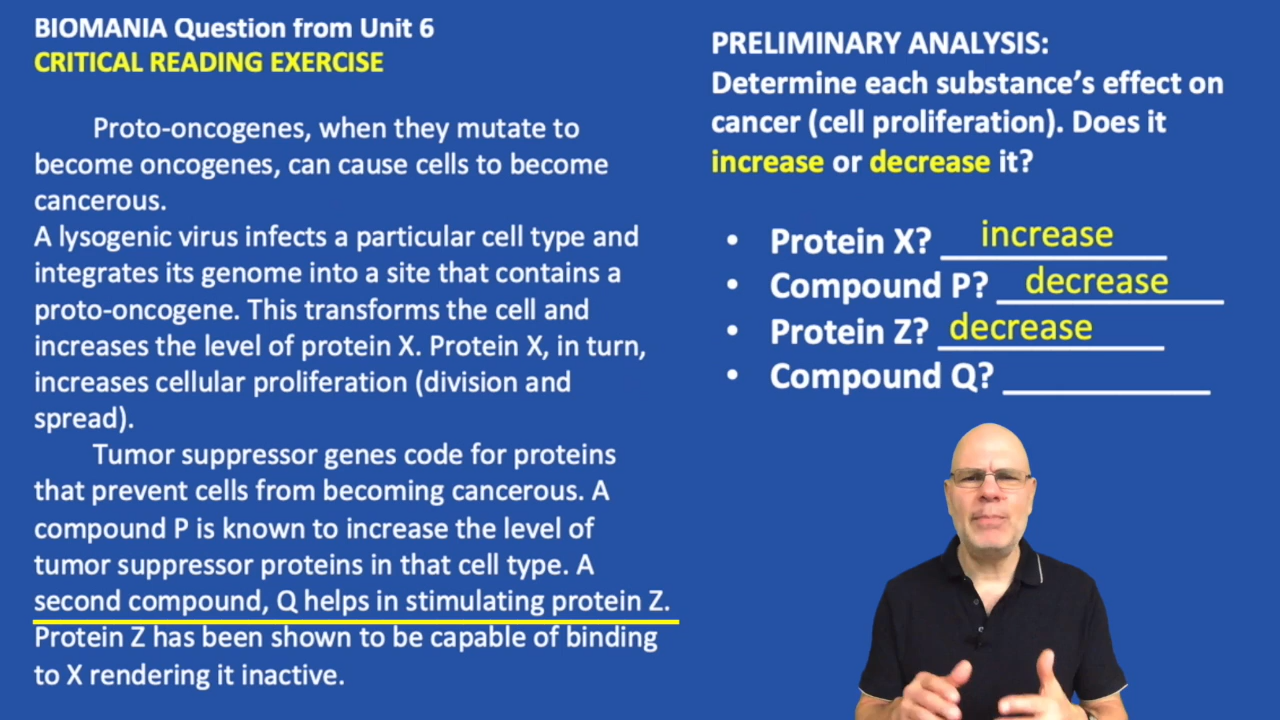 BIOMANIA Question from Unit 6
CRITICAL READING EXERCISE
Proto-oncogenes, when they mutate to
become oncogenes, can cause cells to become
cancerous.
A lysogenic virus infects a particular cell type and
integrates its genome into a site that contains a
proto-oncogene. This transforms the cell and
increases the level of protein X. Protein X, in turn,
increases cellular proliferation (division and
spread).
Tumor suppressor genes code for proteins
that prevent cells from becoming cancerous. A
compound P is known to increase the level of
tumor suppressor proteins in that cell type. A
second compound, Q helps in stimulating protein Z.
Protein Z has been shown to be capable of binding
to X rendering it inactive.
PRELIMINARY ANALYSIS:
Determine each substance's effect on
cancer (cell proliferation). Does it
increase or decrease it?
• Protein X? increase
• Compound P? decrease
• Protein Z? decrease
• Compound Q?